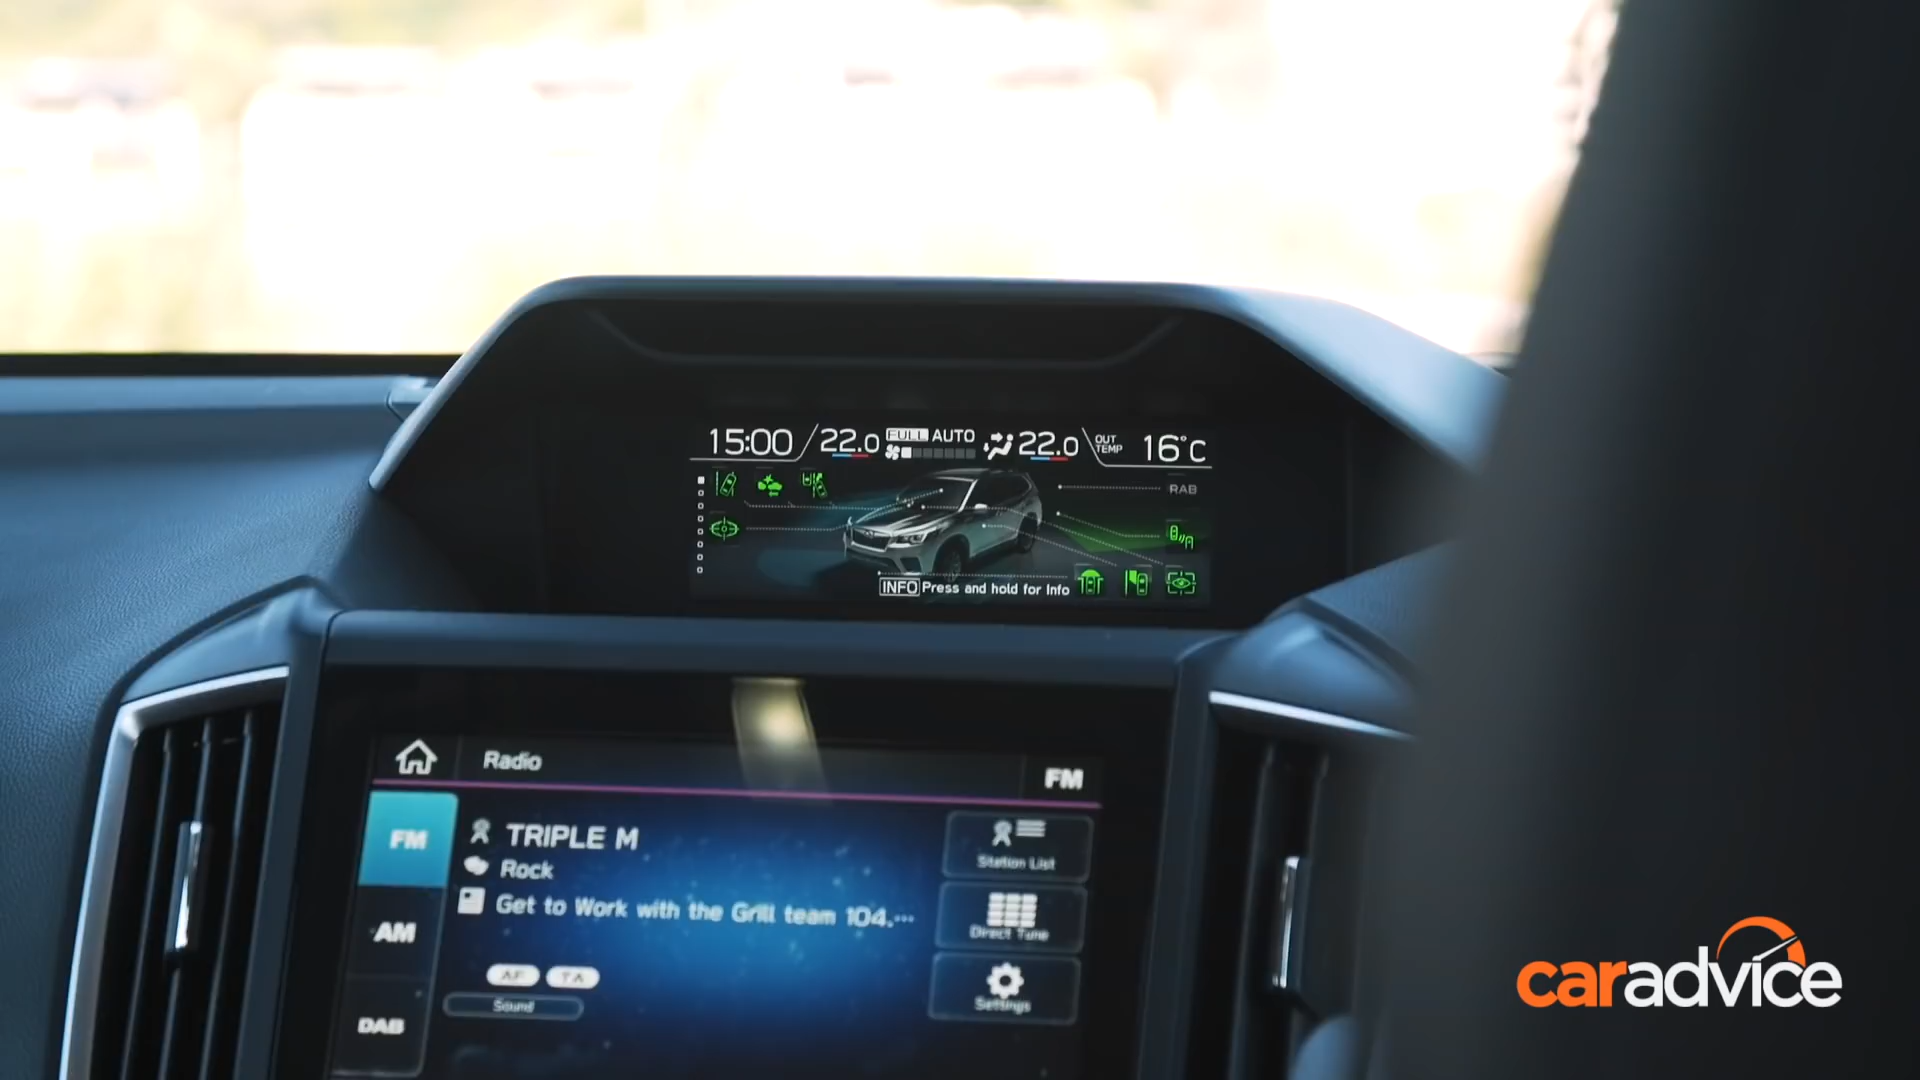 15:00 22.0 FULL AUTO 22.0 OUT TEMP 16°C
RAB
INFO Press and hold for Info
Radio FM
FM
TRIPLE M
Rock
Station List
Get to Work with the Grill team 104.…
AM
Direct Tune
AF TA
Sound
Settings
DAB
caradvice